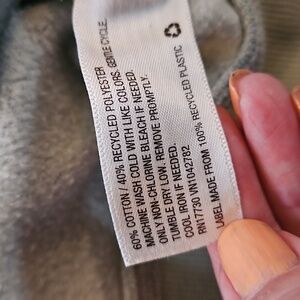 60% COTTON / 40% RECYCLED POLYESTER
MACHINE WASH COLD WITH LIKE COLORS. GENTLE CYCLE.
ONLY NON-CHLORINE BLEACH IF NEEDED.
TUMBLE DRY LOW. REMOVE PROMPTLY.
COOL IRON IF NEEDED.
RN17730 VN1042782
LABEL MADE FROM 100% RECYCLED PLASTIC